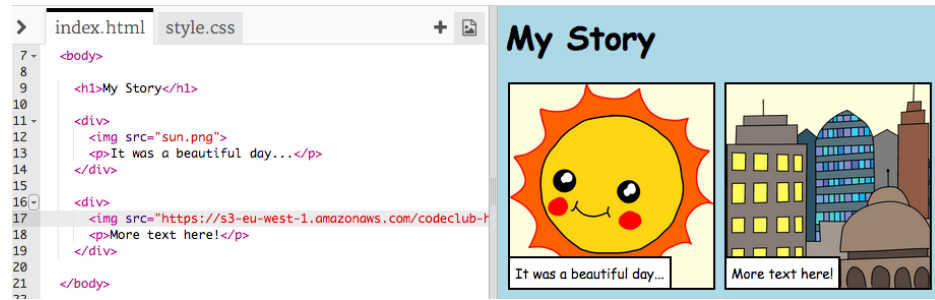 index.html style.css
My Story
7 <body>
8
9 <h1>My Story</h1>
10
11 <div>
12 <img src="sun.png">
13 <p>It was a beautiful day...</p>
14 </div>
15
16 <div>
17 <img src="https://s3-eu-west-1.amazonaws.com/codeclub-h
18 <p>More text here!</p>
19 </div>
20
21 </body>
22
It was a beautiful day...
More text here!